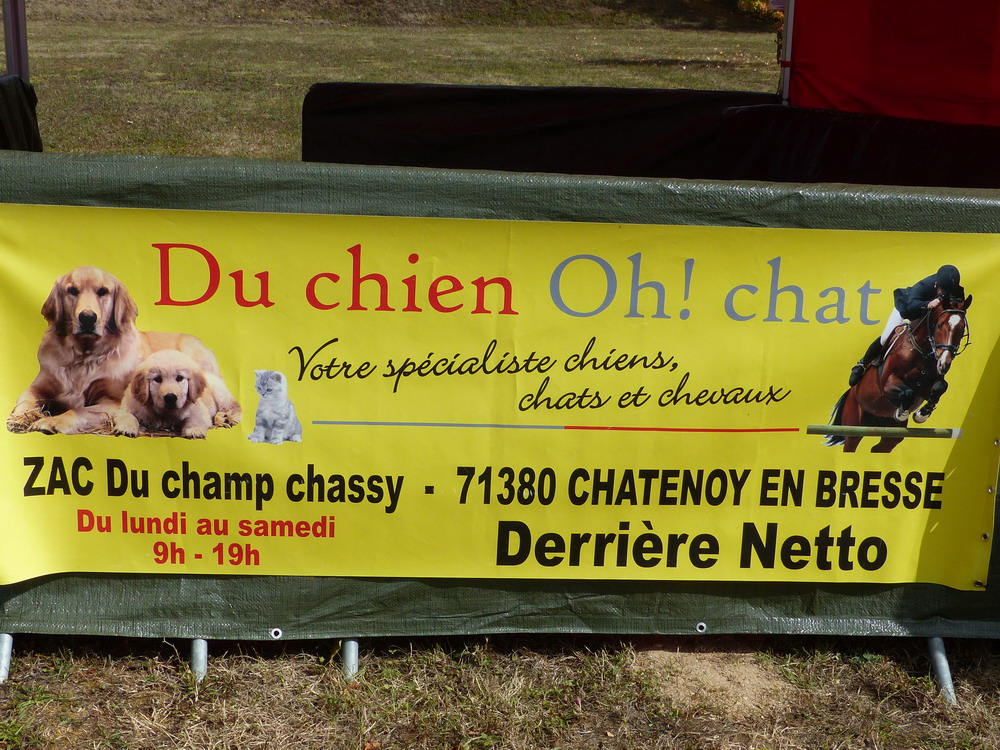 Du chien Oh! chat
Votre spécialiste chiens,
chats et chevaux
ZAC Du champ chassy - 71380 CHATENOY EN BRESSE
Du lundi au samedi
9h - 19h
Derrière Netto